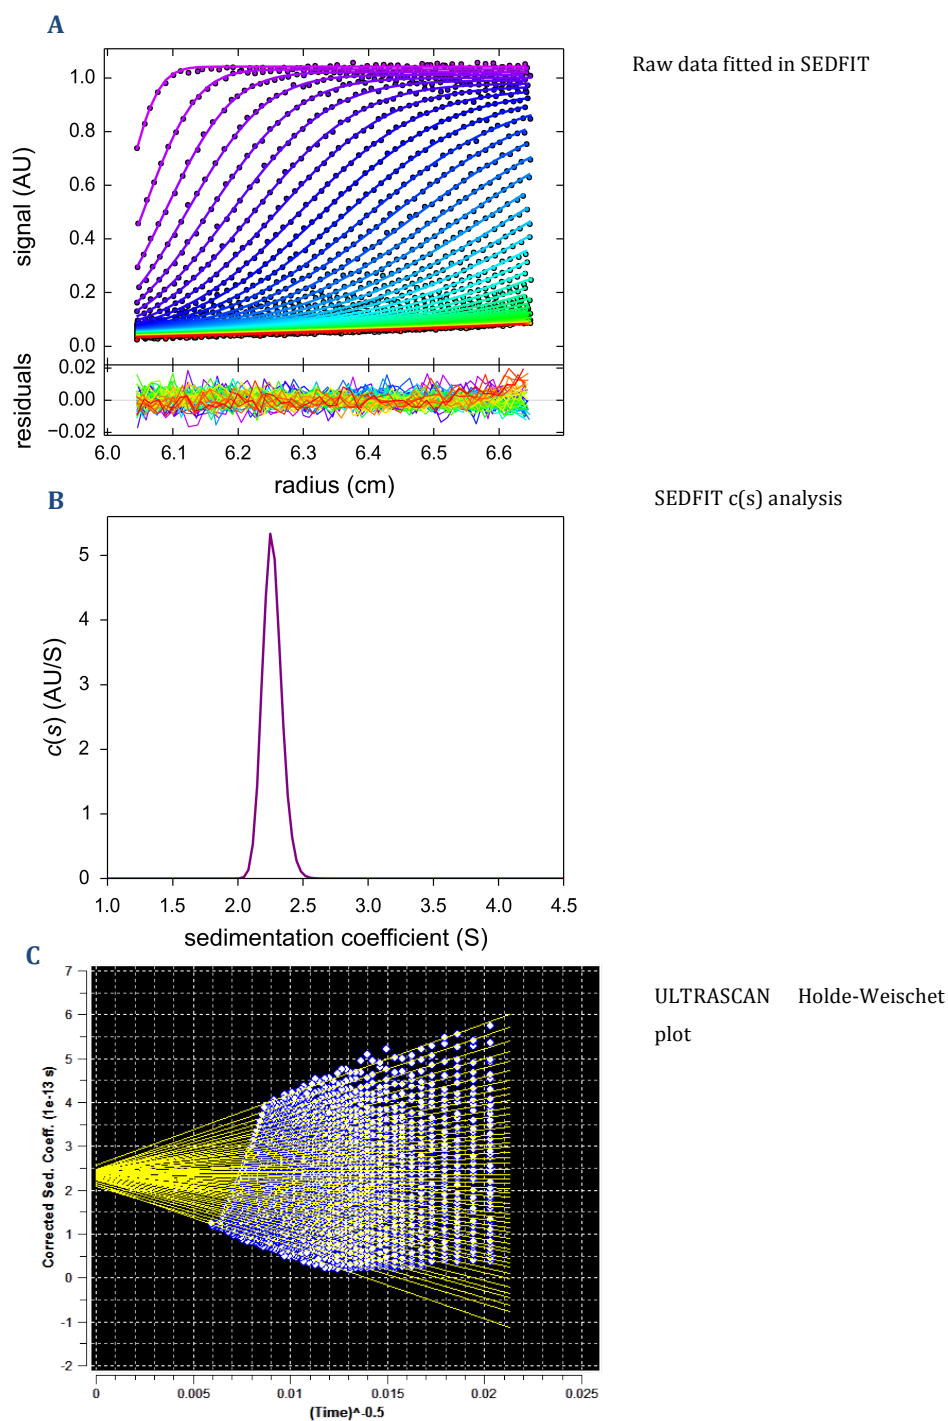 A
Raw data fitted in SEDFIT
signal (AU)
1.0
0.8
0.6
0.4
0.2
0.0
residuals
0.02
0.00
−0.02
6.0 6.1 6.2 6.3 6.4 6.5 6.6
radius (cm)
B
SEDFIT c(s) analysis
c(s) (AU/S)
5
4
3
2
1
0
1.0 1.5 2.0 2.5 3.0 3.5 4.0 4.5
sedimentation coefficient (S)
C
ULTRASCAN Holde-Weischet
plot
Corrected Sed. Coeff. (1e-13 s)
7
6
5
4
3
2
1
0
-1
-2
0 0.005 0.01 0.015 0.02 0.025
(Time)^-0.5